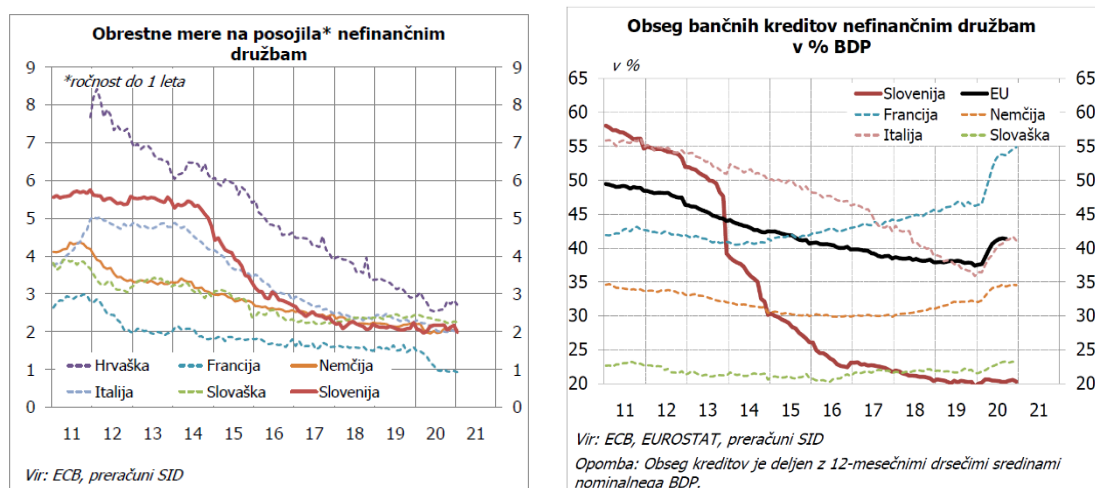 Obrestne mere na posojila* nefinančnim
družbam
*ročnost do 1 leta
9 9
8 8
7 7
6 6
5 5
4 4
3 3
2 2
1 1
0 0
Hrvaška Francija Nemčija
Italija Slovaška Slovenija
11 12 13 14 15 16 17 18 19 20 21
Vir: ECB, preračuni SID
Obseg bančnih kreditov nefinančnim družbam
v % BDP
v %
65 65
60 60
55 55
50 50
45 45
40 40
35 35
30 30
25 25
20 20
Slovenija EU
Francija Nemčija
Italija Slovaška
11 12 13 14 15 16 17 18 19 20 21
Vir: ECB, EUROSTAT, preračuni SID
Opomba: Obseg kreditov je deljen z 12-mesečnimi drsečimi sredinami
nominalnega BDP.